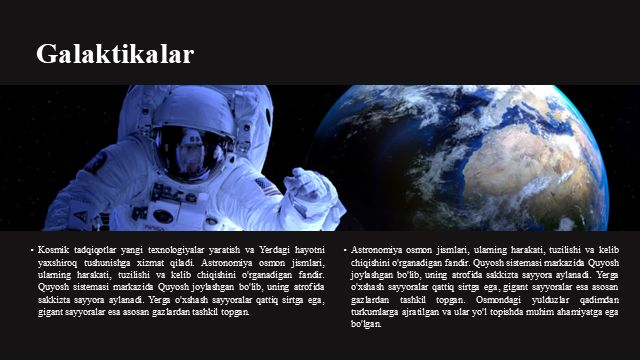 Galaktikalar
• Kosmik tadqiqotlar yangi texnologiyalar yaratish va Yerdagi hayotni
yaxshiroq tushunishga xizmat qiladi. Astronomiya osmon jismlari,
ularning harakati, tuzilishi va kelib chiqishini o'rganadigan fandir.
Quyosh sistemasi markazida Quyosh joylashgan bo'lib, uning atrofida
sakkizta sayyora aylanadi. Yerga o'xshash sayyoralar qattiq sirtga ega,
gigant sayyoralar esa asosan gazlardan tashkil topgan.
• Astronomiya osmon jismlari, ularning harakati, tuzilishi va kelib
chiqishini o'rganadigan fandir. Quyosh sistemasi markazida Quyosh
joylashgan bo'lib, uning atrofida sakkizta sayyora aylanadi. Yerga
o'xshash sayyoralar qattiq sirtga ega, gigant sayyoralar esa asosan
gazlardan tashkil topgan. Osmondagi yulduzlar qadimdan
turkumlarga ajratilgan va ular yo'l topishda muhim ahamiyatga ega
bo'lgan.